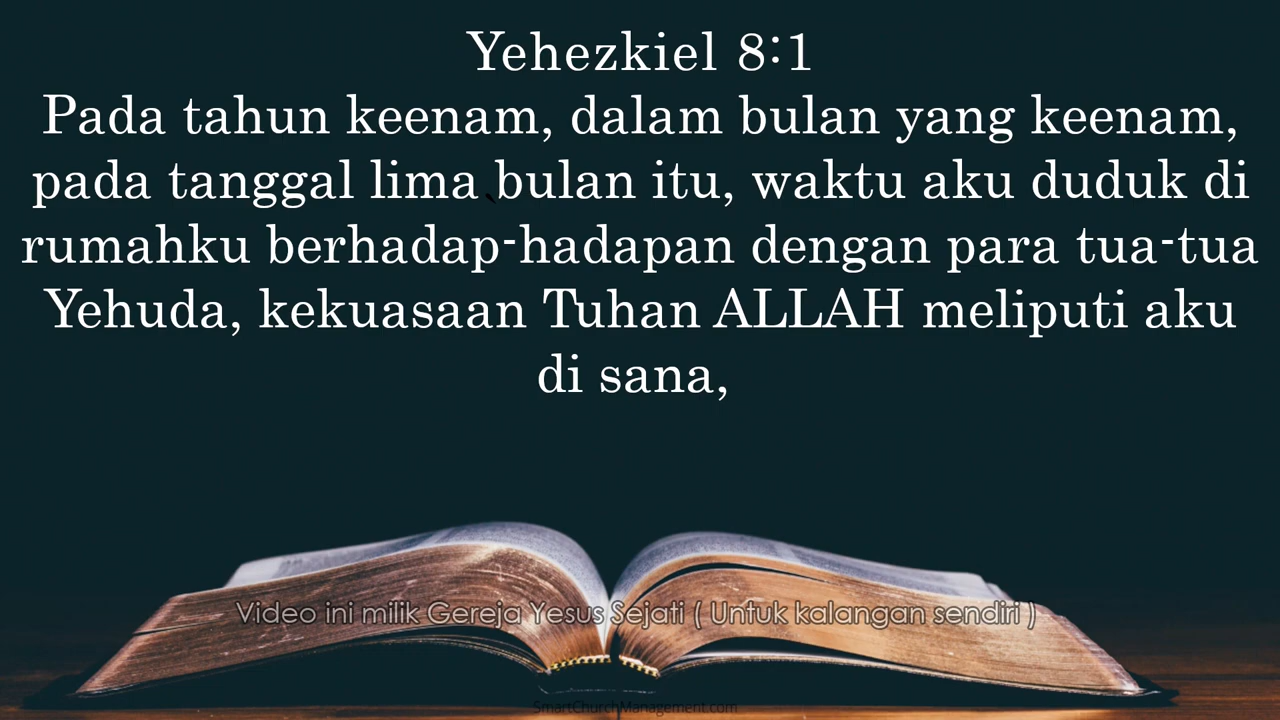 Yehezkiel 8:1
Pada tahun keenam, dalam bulan yang keenam,
pada tanggal lima bulan itu, waktu aku duduk di
rumahku berhadap-hadapan dengan para tua-tua
Yehuda, kekuasaan Tuhan ALLAH meliputi aku
di sana,
Video ini milik Gereja Yesus Sejati ( Untuk kalangan sendiri )
SmartChurchManagement.com